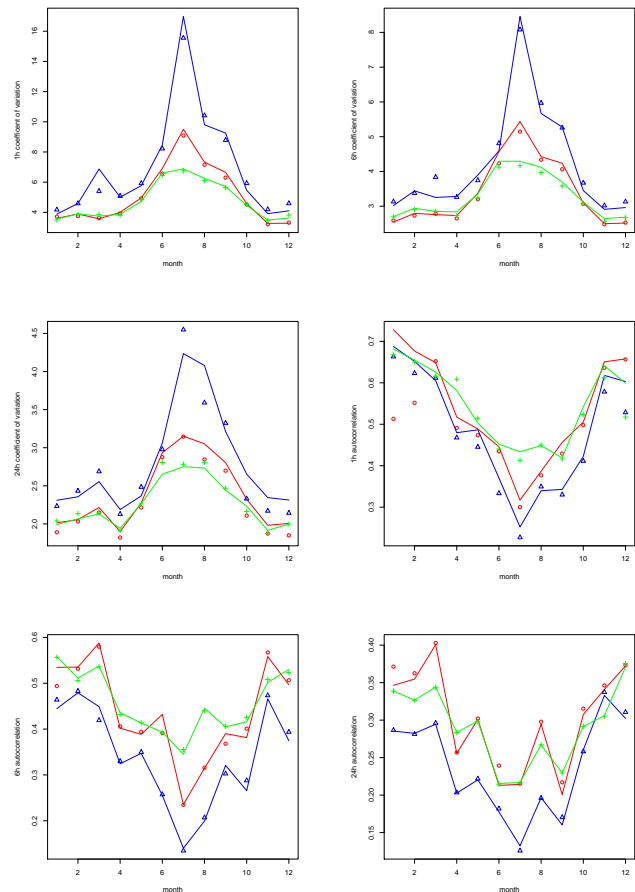 1h coefficient of variation
4 6 8 10 12 14 16
2 4 6 8 10 12
month
6h coefficient of variation
3 4 5 6 7 8
2 4 6 8 10 12
month
24h coefficient of variation
2.0 2.5 3.0 3.5 4.0 4.5
2 4 6 8 10 12
month
1h autocorrelation
0.3 0.4 0.5 0.6 0.7
2 4 6 8 10 12
month
6h autocorrelation
0.2 0.3 0.4 0.5 0.6
2 4 6 8 10 12
month
24h autocorrelation
0.15 0.20 0.25 0.30 0.35 0.40
2 4 6 8 10 12
month